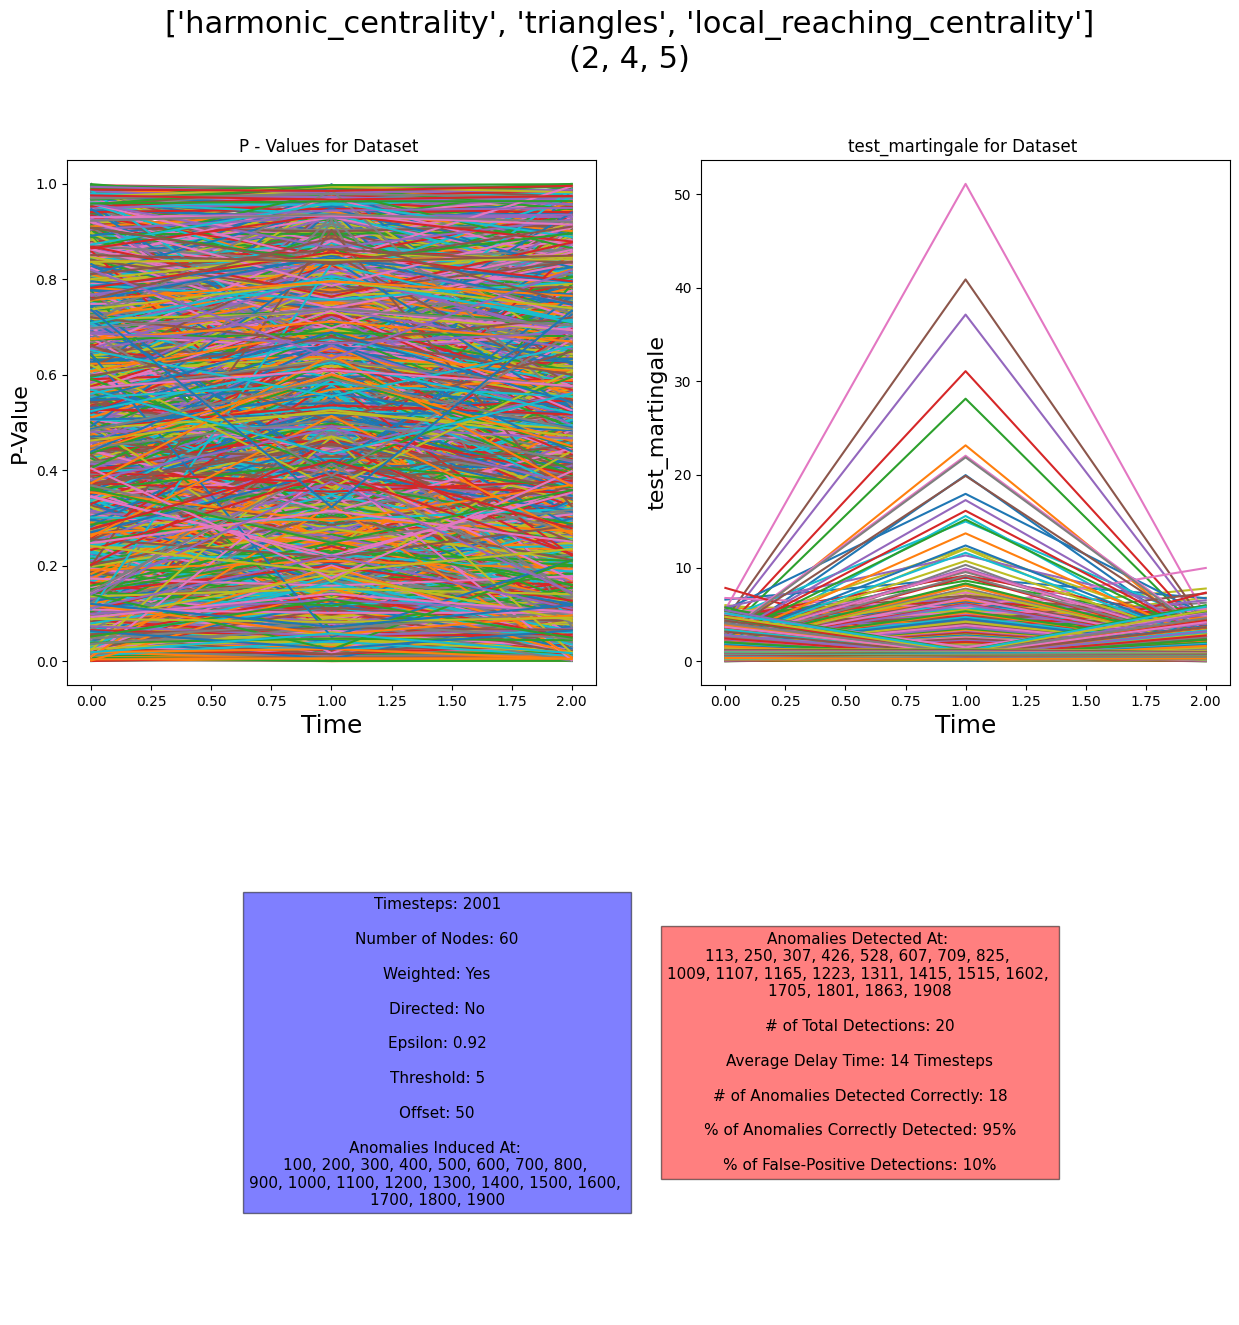 ['harmonic_centrality', 'triangles', 'local_reaching_centrality']
(2, 4, 5)
P - Values for Dataset
P-Value
1.0
0.8
0.6
0.4
0.2
0.0
0.00 0.25 0.50 0.75 1.00 1.25 1.50 1.75 2.00
Time
test_martingale for Dataset
test_martingale
50
40
30
20
10
0
0.00 0.25 0.50 0.75 1.00 1.25 1.50 1.75 2.00
Time
Timesteps: 2001
Number of Nodes: 60
Weighted: Yes
Directed: No
Epsilon: 0.92
Threshold: 5
Offset: 50
Anomalies Induced At:
100, 200, 300, 400, 500, 600, 700, 800,
900, 1000, 1100, 1200, 1300, 1400, 1500, 1600,
1700, 1800, 1900
Anomalies Detected At:
113, 250, 307, 426, 528, 607, 709, 825,
1009, 1107, 1165, 1223, 1311, 1415, 1515, 1602,
1705, 1801, 1863, 1908
# of Total Detections: 20
Average Delay Time: 14 Timesteps
# of Anomalies Detected Correctly: 18
% of Anomalies Correctly Detected: 95%
% of False-Positive Detections: 10%